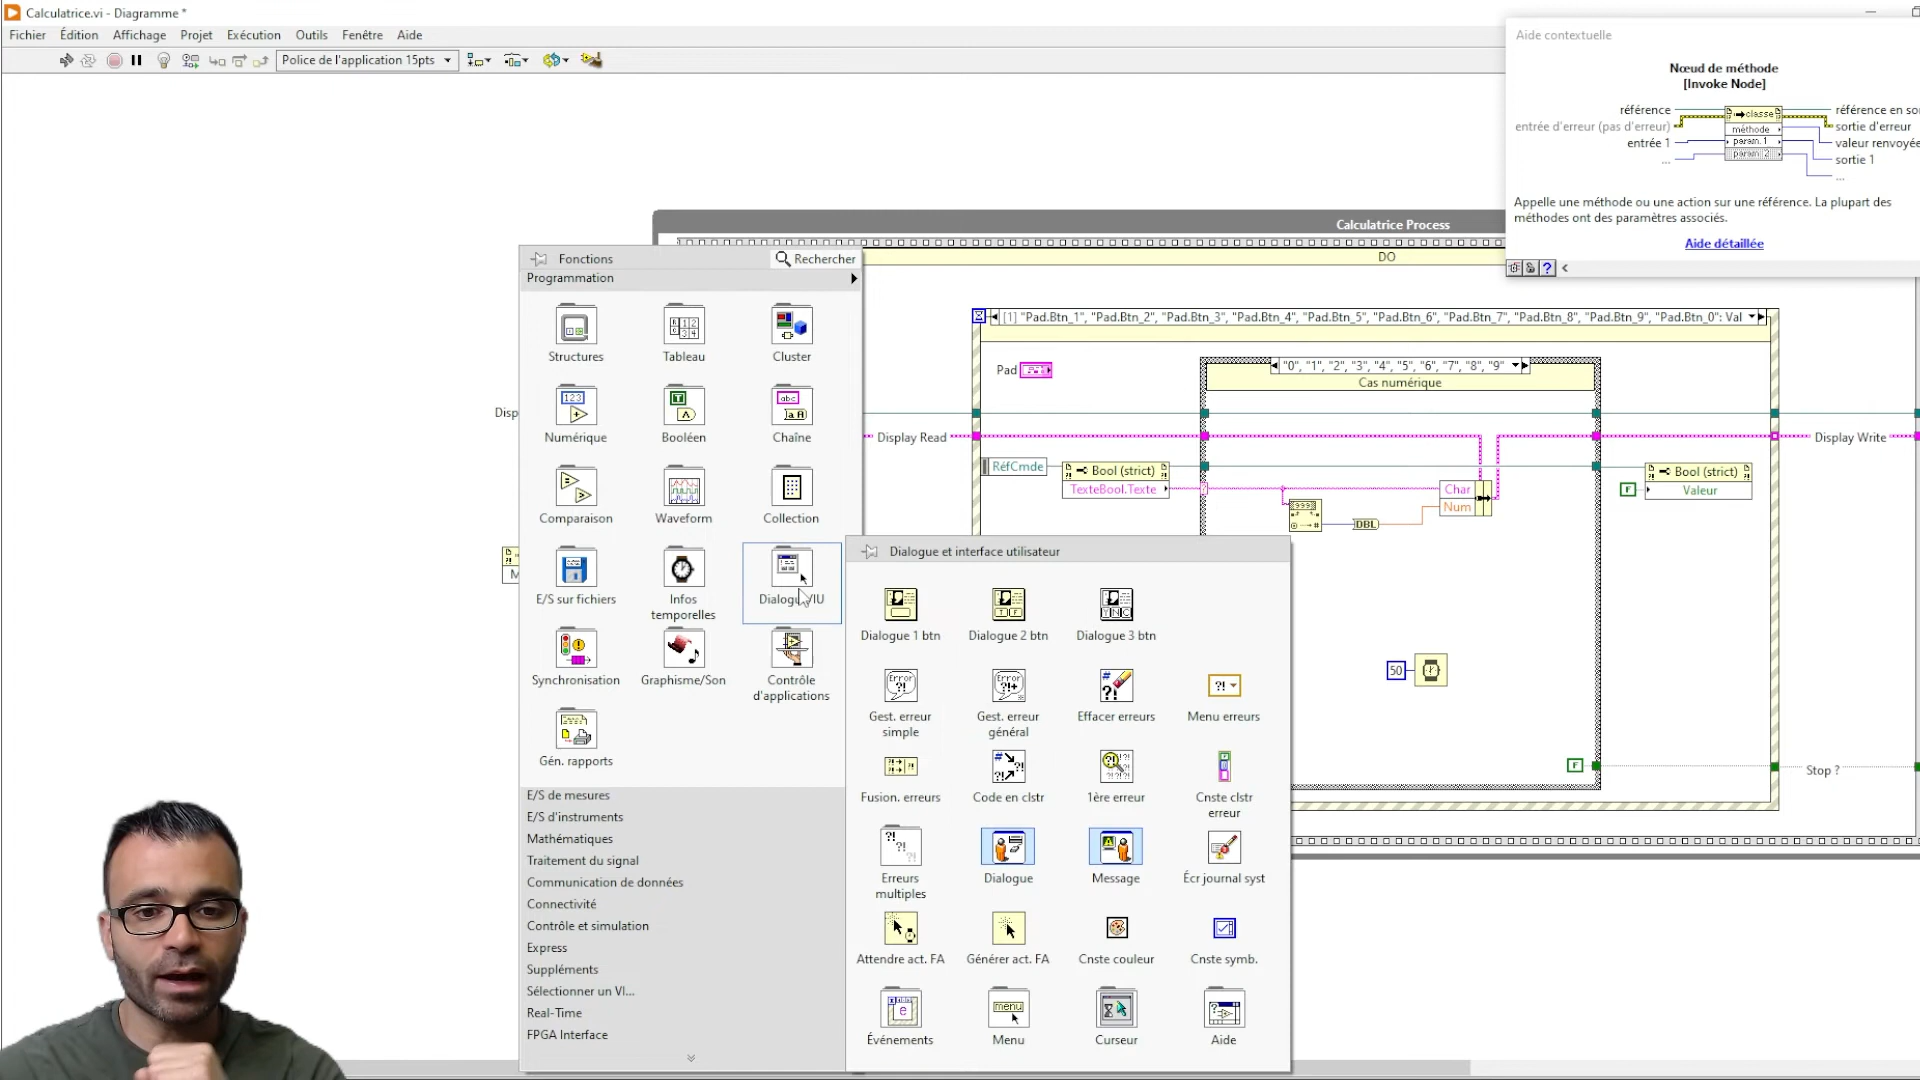 Calculatrice.vi - Diagramme *
Fichier Édition Affichage Projet Exécution Outils Fenêtre Aide
Police de l'application 15pts
Aide contextuelle
Nœud de méthode
[Invoke Node]
référence
entrée d'erreur (pas d'erreur)
entrée 1
...
classe
méthode
param.1
param 2
référence en so
sortie d'erreur
valeur renvoyée
sortie 1
...
Appelle une méthode ou une action sur une référence. La plupart des
méthodes ont des paramètres associés.
Aide détaillée
Calculatrice Process
DO
[1] "Pad.Btn_1", "Pad.Btn_2", "Pad.Btn_3", "Pad.Btn_4", "Pad.Btn_5", "Pad.Btn_6", "Pad.Btn_7", "Pad.Btn_8", "Pad.Btn_9", "Pad.Btn_0": Val
Pad
"0", "1", "2", "3", "4", "5", "6", "7", "8", "9"
Cas numérique
Disp
Display Read
Display Write
RéfCmde
Bool (strict)
TexteBool.Texte
Char
Num
DBL
Bool (strict)
F
Valeur
50
F
Stop ?
Fonctions
Rechercher
Programmation
Structures
Tableau
Cluster
Numérique
Booléen
Chaîne
Comparaison
Waveform
Collection
E/S sur fichiers
Infos
temporelles
Synchronisation
Graphisme/Son
Contrôle
d'applications
Gén. rapports
E/S de mesures
E/S d'instruments
Mathématiques
Traitement du signal
Communication de données
Connectivité
Contrôle et simulation
Express
Suppléments
Sélectionner un VI...
Real-Time
FPGA Interface
Dialogue et interface utilisateur
Dialogue 1 btn
Dialogue 2 btn
Dialogue 3 btn
Gest. erreur
simple
Gest. erreur
général
Effacer erreurs
Menu erreurs
Fusion. erreurs
Code en clstr
1ère erreur
Cnste clstr
erreur
Erreurs
multiples
Dialogue
Message
Écr journal syst
Attendre act. FA
Générer act. FA
Cnste couleur
Cnste symb.
Événements
Menu
Curseur
Aide